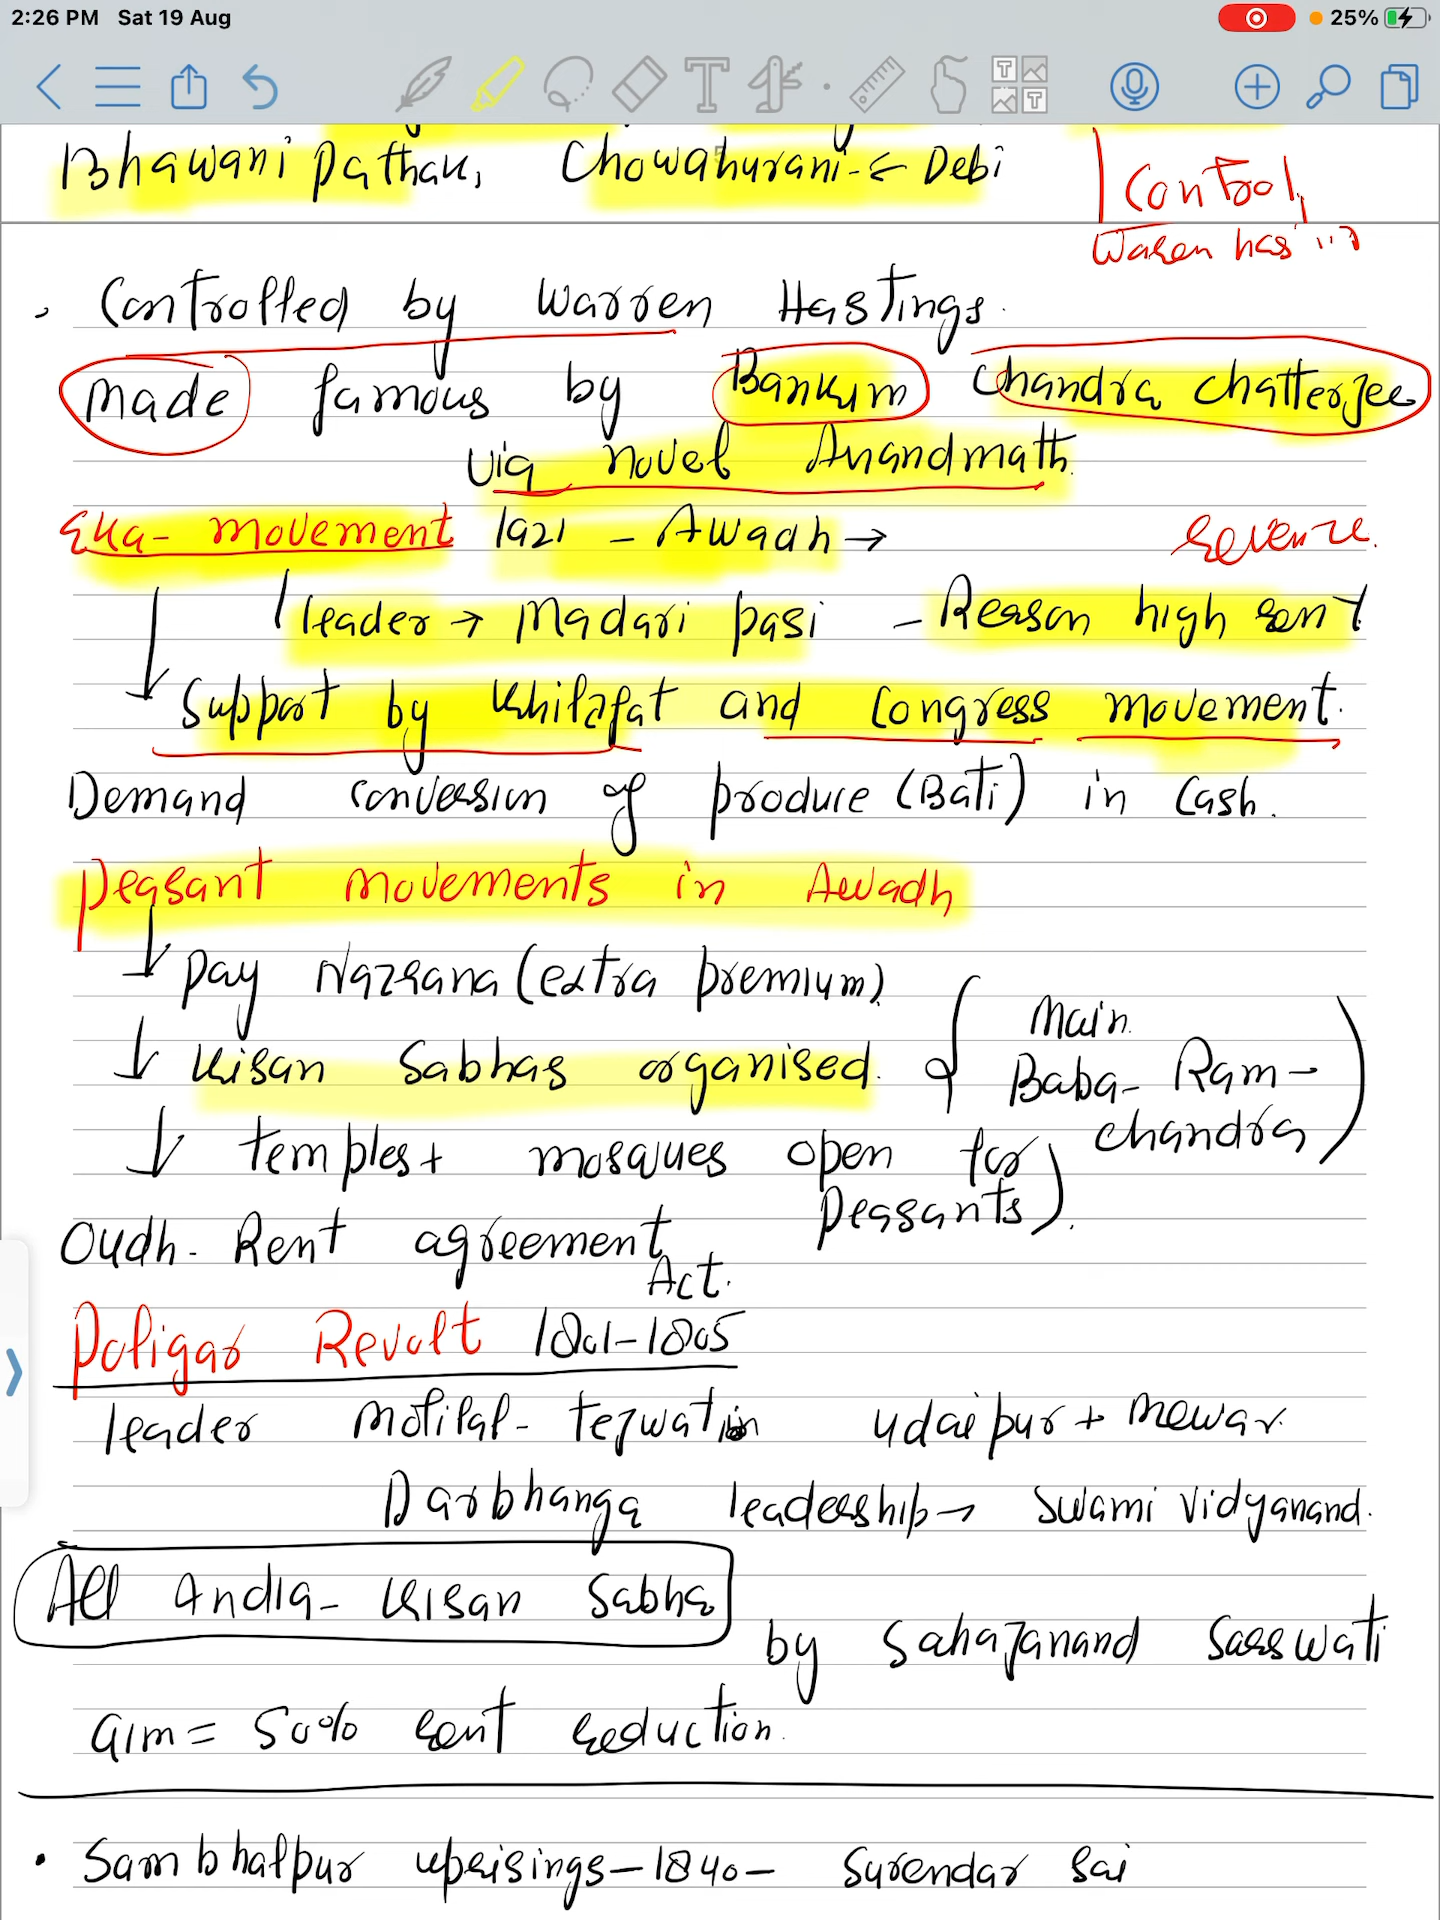 2:26 PM Sat 19 Aug 25%
Bhawani Pathak, Chowahurani- ← Debi
Control,
Controlled by Warren Hastings.
Made famous by Bankim Chandra Chatterjee
via novel Anandmath.
Eka- movement 1921 - Awadh →
leader → Madari pasi - Reason high rent
Support by Khilafat and Congress movement.
Demand conversion of produce (Bati) in Cash.
Peasant movements in Awadh
↓ pay Nazrana (extra premium)
↓ Kisan Sabhas organised. { Main.
Baba- Ram-
chandra )
↓ temples + mosques open for
Peasants).
Oudh- Rent agreement
Act.
Poligar Revolt 1801-1805
leader Motilal- Tejwat in udaipur + Mewar
Darbhanga leadership → Swami Vidyanand.
All India- Kisan Sabha
by Sahajanand Sarswati
aim = 50% rent reduction.
• Sambhalpur uprisings - 1840 - Surendar Sai